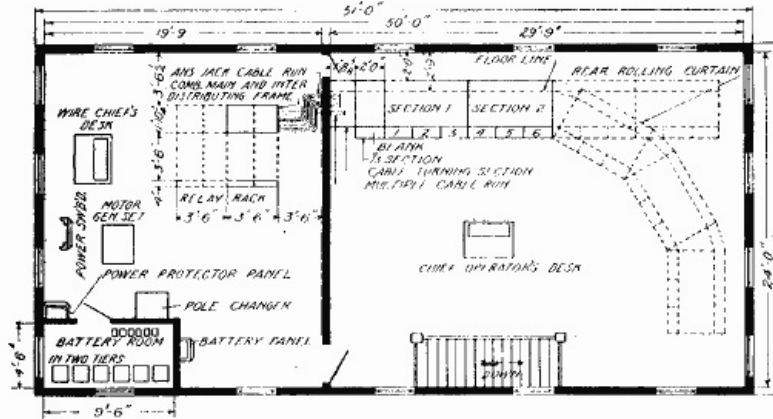 51'-0"
50'-0"
19'-9
29'-9"
ANS JACK CABLE RUN
COMB. MAIN AND INTER
DISTRIBUTING FRAME
2'-0"
FLOOR LINE
REAR ROLLING CURTAIN
WIRE CHIEF'S
DESK
SECTION 1
SECTION 2
1 2 3 4 5 6
BLANK
⅓ SECTION
CABLE TURNING SECTION
MULTIPLE CABLE RUN
MOTOR
GEN. SET
POWER SWBD.
RELAY RACK
3'-6" 3'-6" 3'-6"
CHIEF OPERATOR'S DESK
24'-0"
POWER PROTECTOR PANEL
POLE CHANGER
BATTERY ROOM
IN TWO TIERS
BATTERY PANEL
DOWN
4'-6"
9'-6"